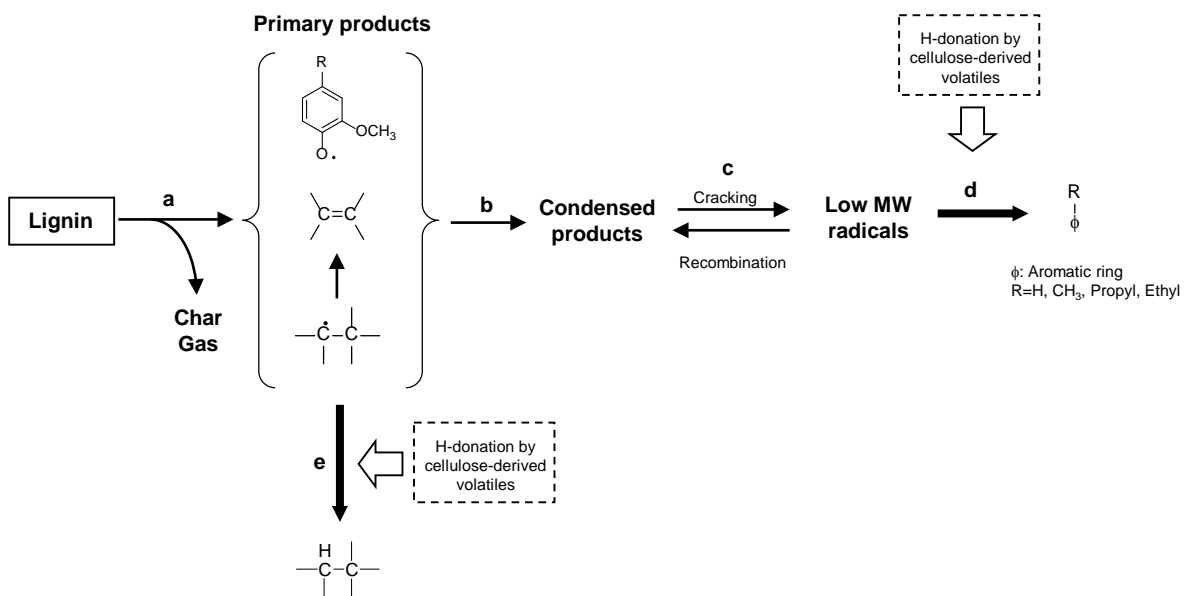 Primary products
H-donation by
cellulose-derived
volatiles
R
OCH3
O •
Lignin
a
C=C
b
Condensed
products
c
Cracking
Recombination
Low MW
radicals
d
R
ϕ
ϕ: Aromatic ring
R=H, CH3, Propyl, Ethyl
Char
Gas
C C
e
H-donation by
cellulose-derived
volatiles
H
C C